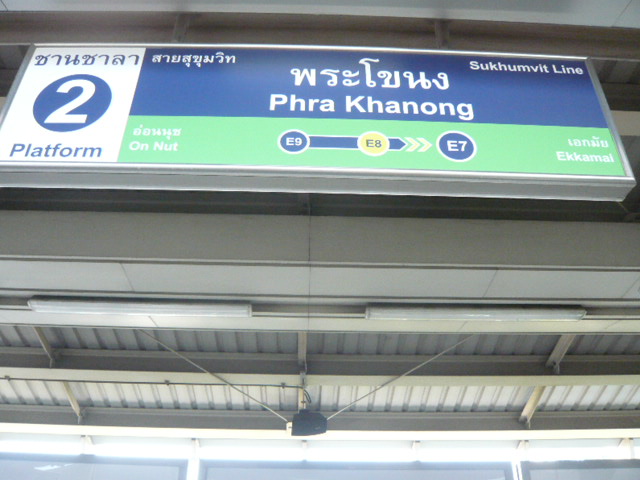 ชานชาลา
2
Platform
สายสุขุมวิท
พระโขนง
Phra Khanong
Sukhumvit Line
อ่อนนุช
On Nut
E9 E8 E7
เอกมัย
Ekkamai